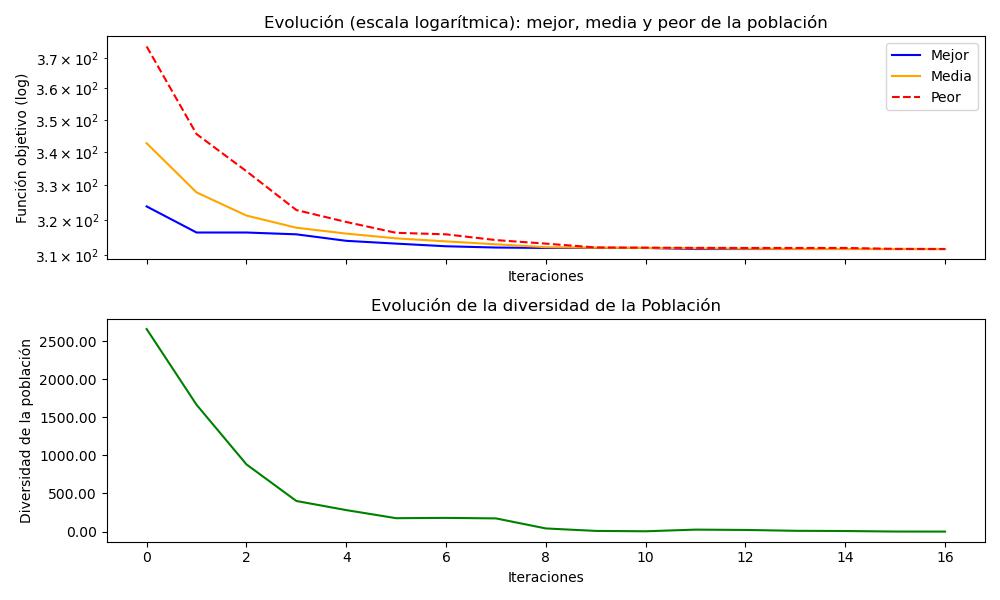 Evolución (escala logarítmica): mejor, media y peor de la población
Función objetivo (log)
3.7 × 10²
3.6 × 10²
3.5 × 10²
3.4 × 10²
3.3 × 10²
3.2 × 10²
3.1 × 10²
Mejor
Media
Peor
Iteraciones
Evolución de la diversidad de la Población
Diversidad de la población
2500.00
2000.00
1500.00
1000.00
500.00
0.00
0 2 4 6 8 10 12 14 16
Iteraciones